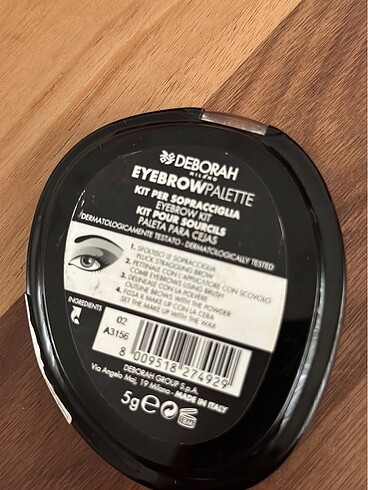 DEBORAH
MILANO
EYEBROWPALETTE
KIT PER SOPRACCIGLIA
EYEBROW KIT
KIT POUR SOURCILS
PALETA PARA CEJAS
/DERMATOLOGICAMENTE TESTATO · DERMATOLOGICALLY TESTED
1. SFOLTISCI LE SOPRACCIGLIA
PLUCK STRAGGLING BROW
2. PETTINALE CON L'APPLICATORE CON SCOVOLO
COMB EYEBROWS USING BRUSH
3. DELINEALE CON LA POLVERE
OUTLINE BROWS WITH THE POWDER
4. FISSA IL MAKE UP CON LA CERA
SET THE MAKE UP WITH THE WAX
INGREDIENTS
02
A3156
8 009518 274929
DEBORAH GROUP S.p.A.
Via Angelo Maj, 19 Milano - MADE IN ITALY
5g e